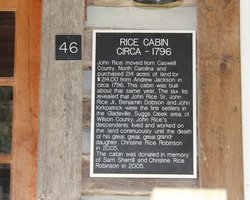 46
RICE CABIN
CIRCA - 1796
John Rice moved from Caswell
County, North Carolina and
purchased 214 acres of land for
$214.00 from Andrew Jackson in
circa 1796. This cabin was built
about that same year. The tax list
revealed that John Rice Sr., John
Rice Jr., Benjamin Dobson and John
Kirkpatrick were the first settlers in
the Gladeville, Suggs Creek area of
Wilson County. John Rice's
descendents lived and worked on
the land continuously until the death
of his great, great, great grand-
daughter, Christine Rice Robinson
in 2005.
The cabin was donated in memory
of Sam Sherrill and Christine Rice
Robinson in 2005.